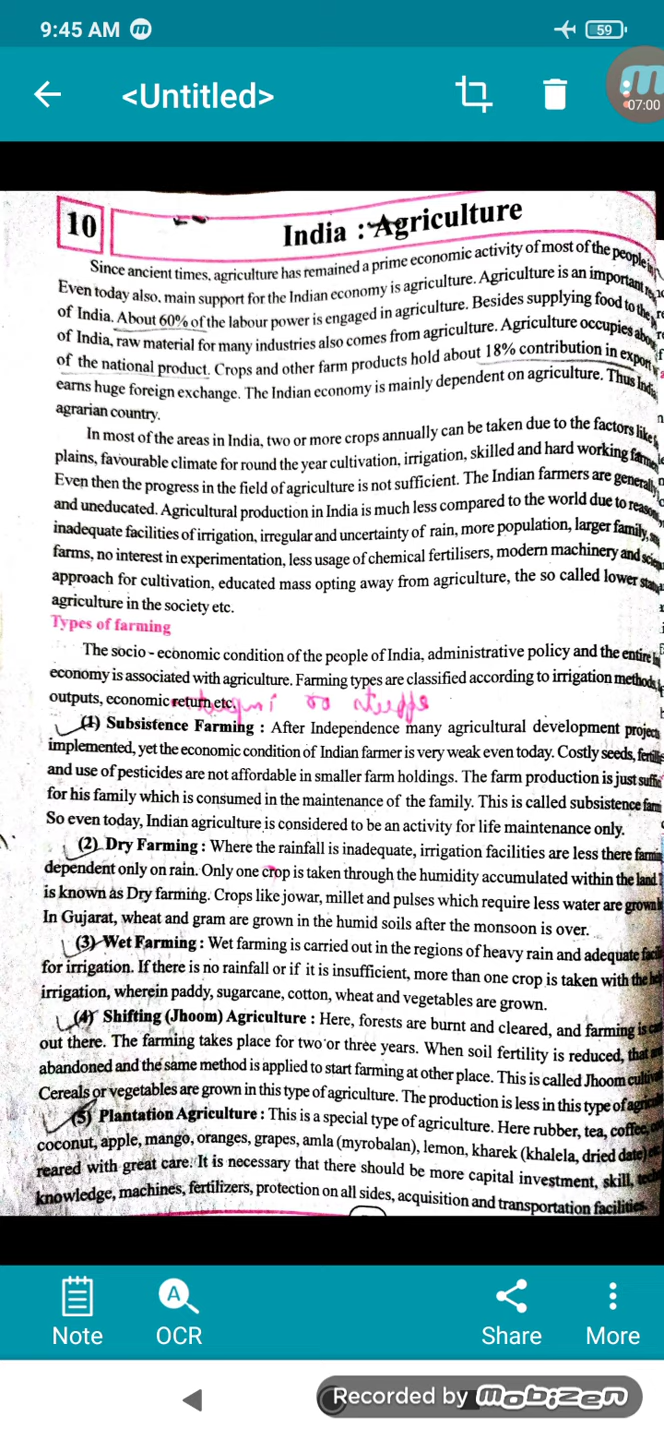 9:45 AM
59
<Untitled>
07:00
10
India : Agriculture
Since ancient times, agriculture has remained a prime economic activity of most of the people
Even today also, main support for the Indian economy is agriculture. Agriculture is an important
of India. About 60% of the labour power is engaged in agriculture. Besides supplying food to the
of India, raw material for many industries also comes from agriculture. Agriculture occupies
of the national product. Crops and other farm products hold about 18% contribution in export
earns huge foreign exchange. The Indian economy is mainly dependent on agriculture. Thus
agrarian country.
In most of the areas in India, two or more crops annually can be taken due to the factors like
plains, favourable climate for round the year cultivation, irrigation, skilled and hard working
Even then the progress in the field of agriculture is not sufficient. The Indian farmers are generally
and uneducated. Agricultural production in India is much less compared to the world due to
inadequate facilities of irrigation, irregular and uncertainty of rain, more population, larger family,
farms, no interest in experimentation, less usage of chemical fertilisers, modern machinery and
approach for cultivation, educated mass opting away from agriculture, the so called lower
agriculture in the society etc.
Types of farming
The socio - economic condition of the people of India, administrative policy and the entire
economy is associated with agriculture. Farming types are classified according to irrigation methods,
outputs, economic return etc.
(1) Subsistence Farming : After Independence many agricultural development
implemented, yet the economic condition of Indian farmer is very weak even today. Costly seeds,
and use of pesticides are not affordable in smaller farm holdings. The farm production is just
for his family which is consumed in the maintenance of the family. This is called subsistence
So even today, Indian agriculture is considered to be an activity for life maintenance only.
(2) Dry Farming : Where the rainfall is inadequate, irrigation facilities are less there
dependent only on rain. Only one crop is taken through the humidity accumulated within the land
is known as Dry farming. Crops like jowar, millet and pulses which require less water are grown
In Gujarat, wheat and gram are grown in the humid soils after the monsoon is over.
(3) Wet Farming : Wet farming is carried out in the regions of heavy rain and adequate
for irrigation. If there is no rainfall or if it is insufficient, more than one crop is taken with the
irrigation, wherein paddy, sugarcane, cotton, wheat and vegetables are grown.
(4) Shifting (Jhoom) Agriculture : Here, forests are burnt and cleared, and farming is
out there. The farming takes place for two or three years. When soil fertility is reduced, that
abandoned and the same method is applied to start farming at other place. This is called Jhoom
Cereals or vegetables are grown in this type of agriculture. The production is less in this type of
(5) Plantation Agriculture : This is a special type of agriculture. Here rubber, tea, coffee,
coconut, apple, mango, oranges, grapes, amla (myrobalan), lemon, kharek (khalela, dried date)
reared with great care. It is necessary that there should be more capital investment, skill,
knowledge, machines, fertilizers, protection on all sides, acquisition and transportation facilities.
Note
OCR
Share
More
Recorded by mobizen